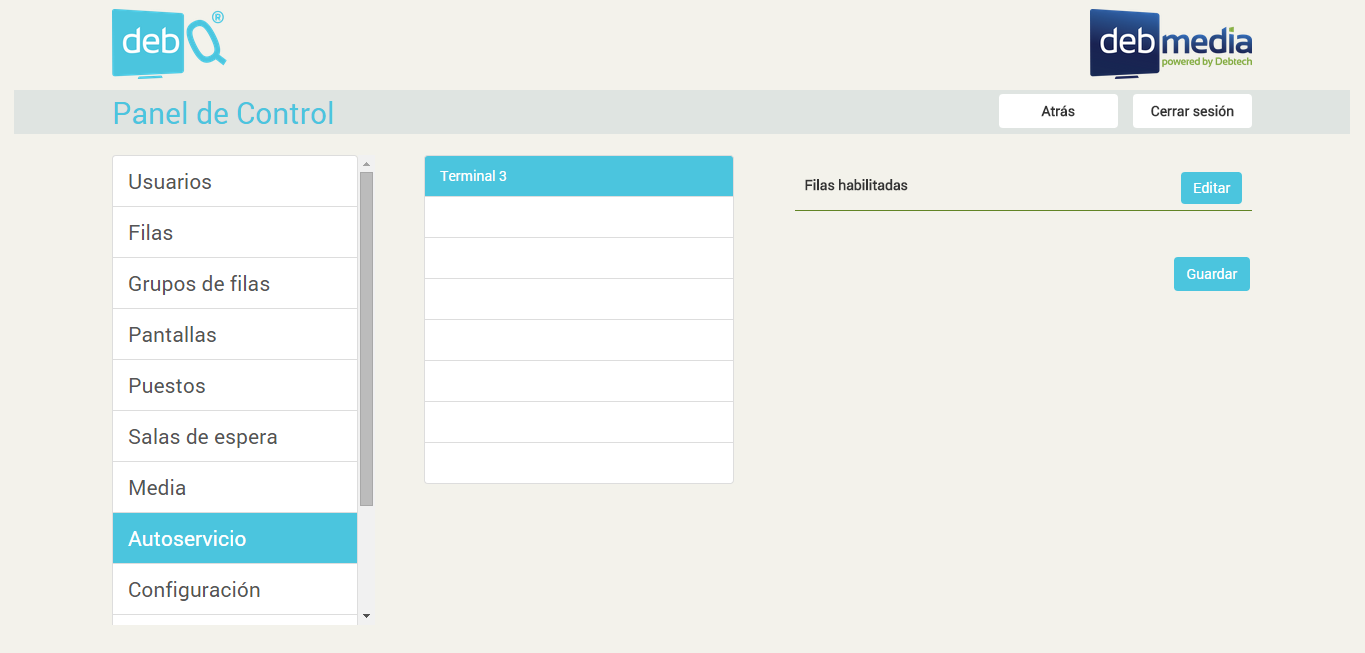 debQ®
debmedia
powered by Debtech
Panel de Control
Atrás
Cerrar sesión
Usuarios
Filas
Grupos de filas
Pantallas
Puestos
Salas de espera
Media
Autoservicio
Configuración
Terminal 3
Filas habilitadas
Editar
Guardar